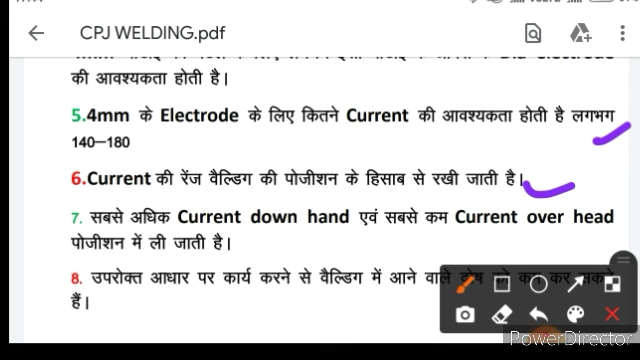 CPJ WELDING.pdf
की आवश्यकता होती है।
5.4mm के Electrode के लिए कितने Current की आवश्यकता होती है लगभग
140–180
6.Current की रेंज वैल्डिग की पोजीशन के हिसाब से रखी जाती है।
7. सबसे अधिक Current down hand एवं सबसे कम Current over head
पोजीशन में ली जाती है।
8. उपरोक्त आधार पर कार्य करने से वैल्डिग में आने वाले
हैं।
PowerDirector